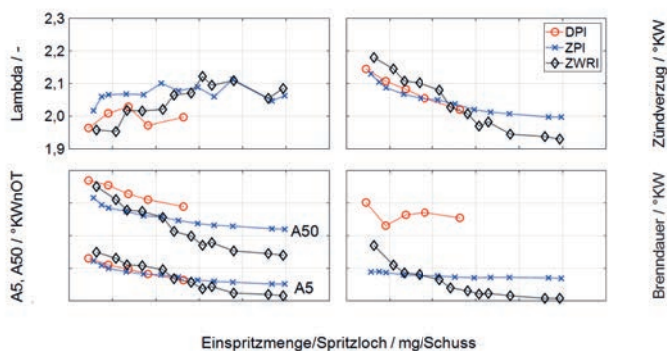 2,3
2,2
2,1
2,0
1,9
Lambda / -
DPI
ZPI
ZWRI
Zündverzug / °KW
A5, A50 / °KWnOT
A50
A5
Brenndauer / °KW
Einspritzmenge/Spritzloch / mg/Schuss